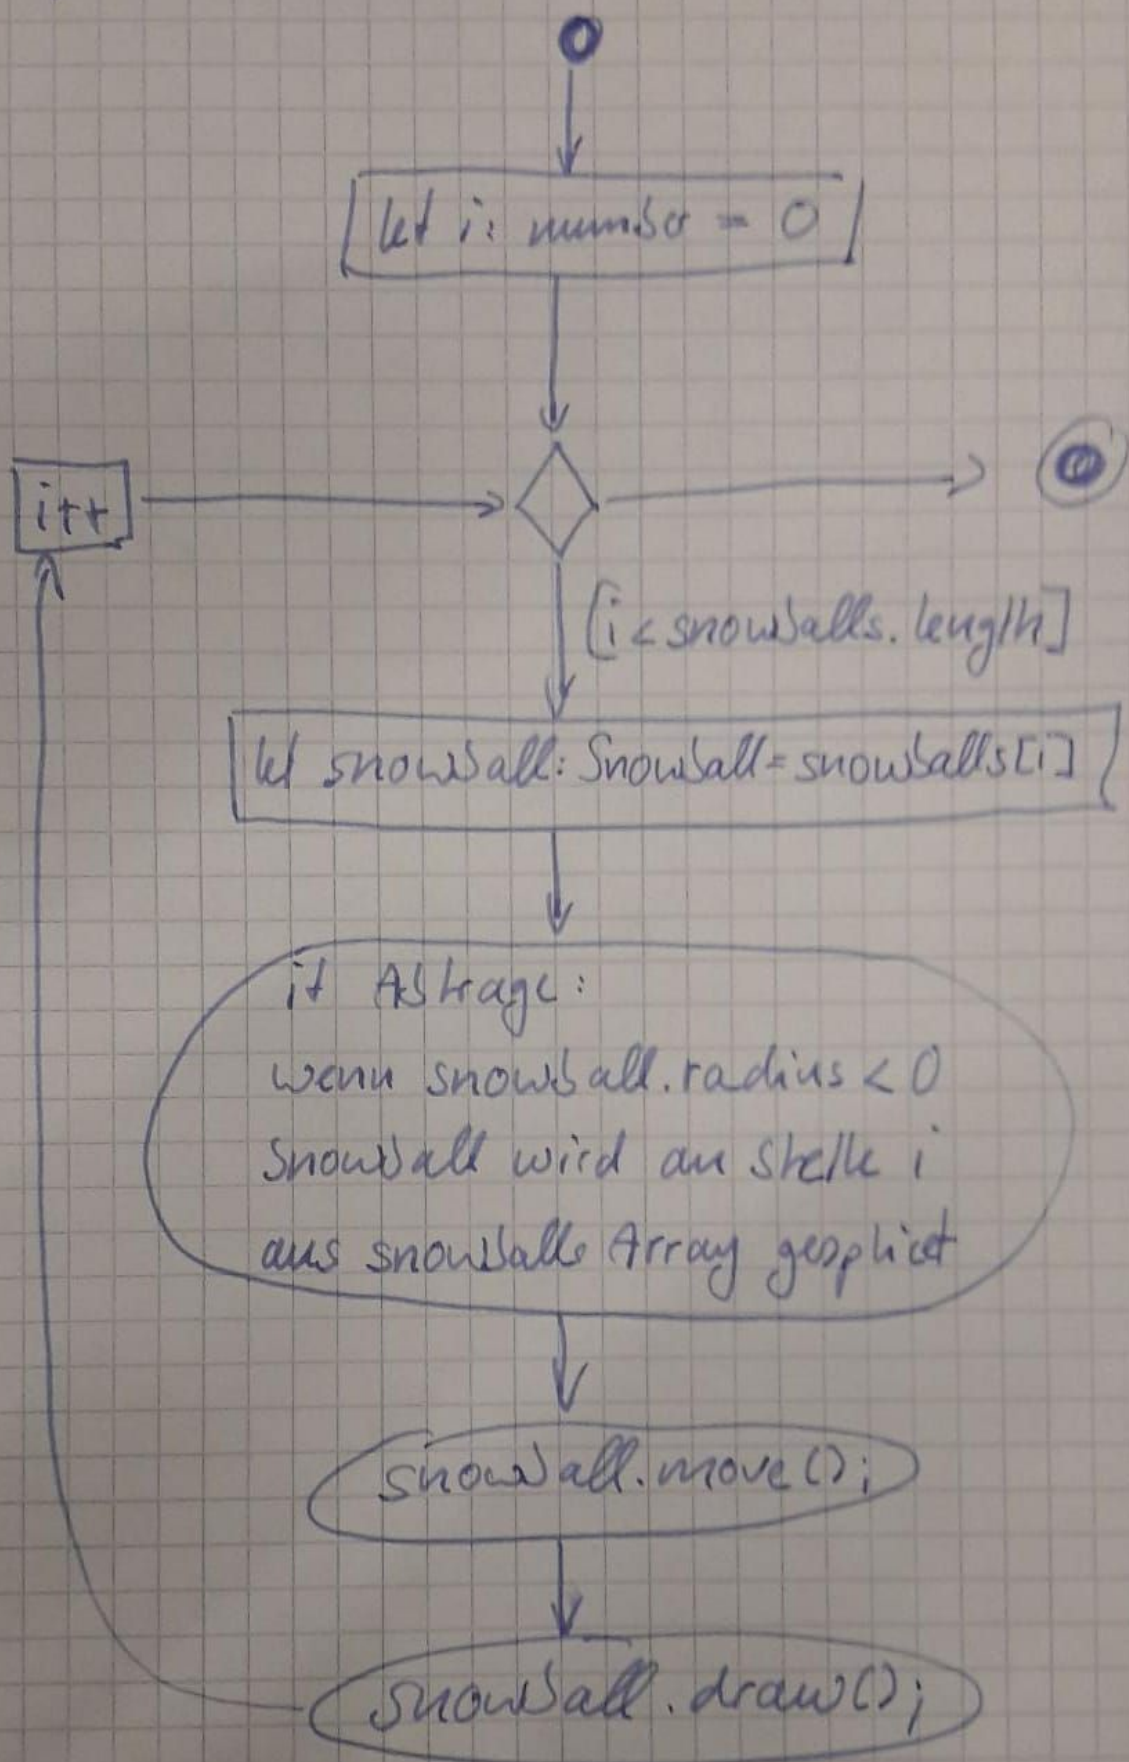 let i: number = 0
i++
[i < snowballs.length]
let snowball: Snowball = snowballs[i]
if Abfrage:
wenn snowball.radius < 0
Snowball wird an Stelle i
aus snowballs Array gesplicet
snowball.move();
snowball.draw();